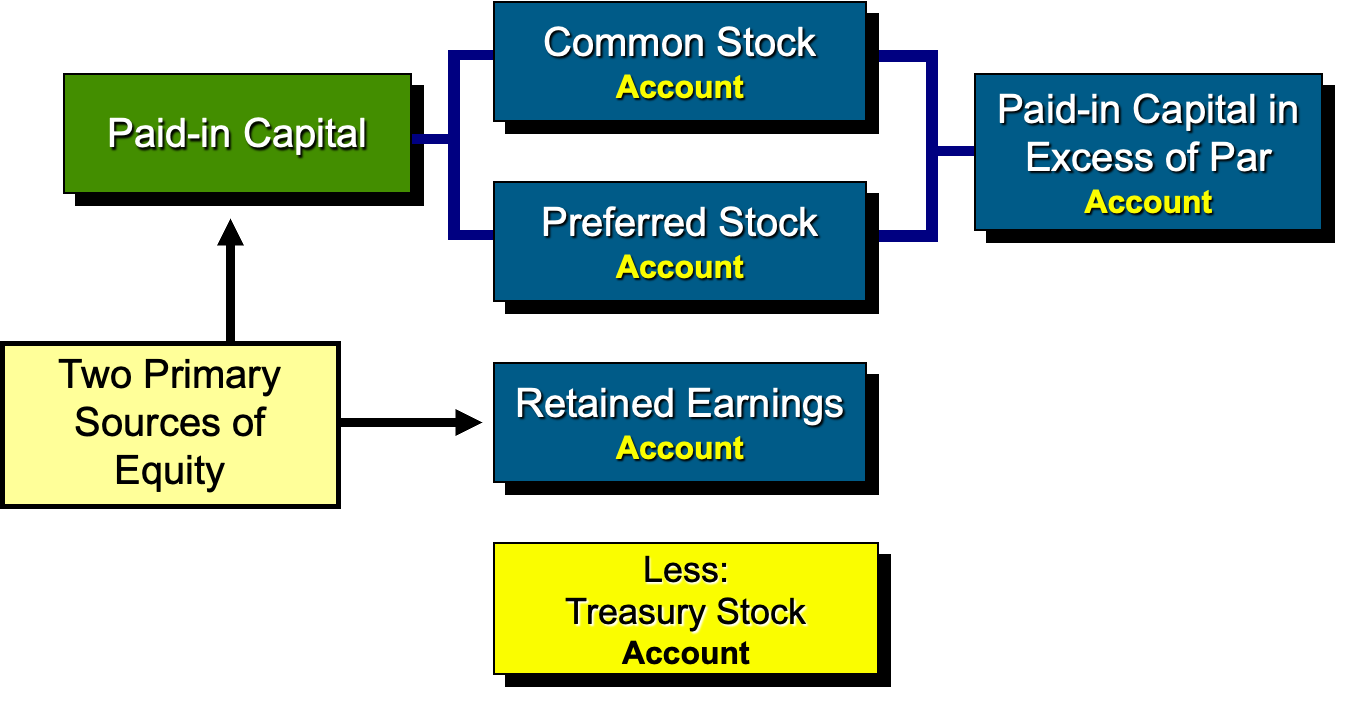 Common Stock
Account
Paid-in Capital in
Excess of Par
Account
Paid-in Capital
Preferred Stock
Account
Two Primary
Sources of
Equity
Retained Earnings
Account
Less:
Treasury Stock
Account